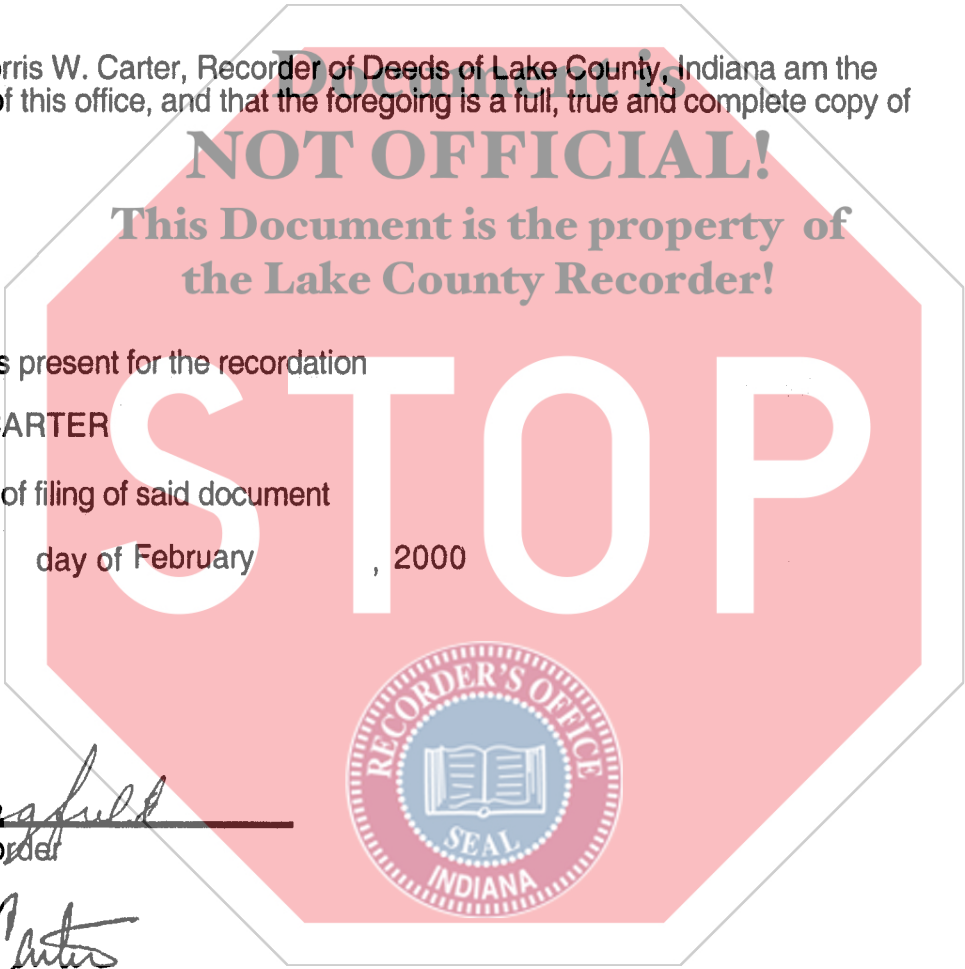 rris W. Carter, Recorder of Deeds of Lake County, Indiana am the
Document is
of this office, and that the foregoing is a full, true and complete copy of
NOT OFFICIAL!
This Document is the property of
the Lake County Recorder!
s present for the recordation
CARTER
STOP
of filing of said document
day of February , 2000
RECORDER'S OFFICE
SEAL
INDIANA
order
Carter